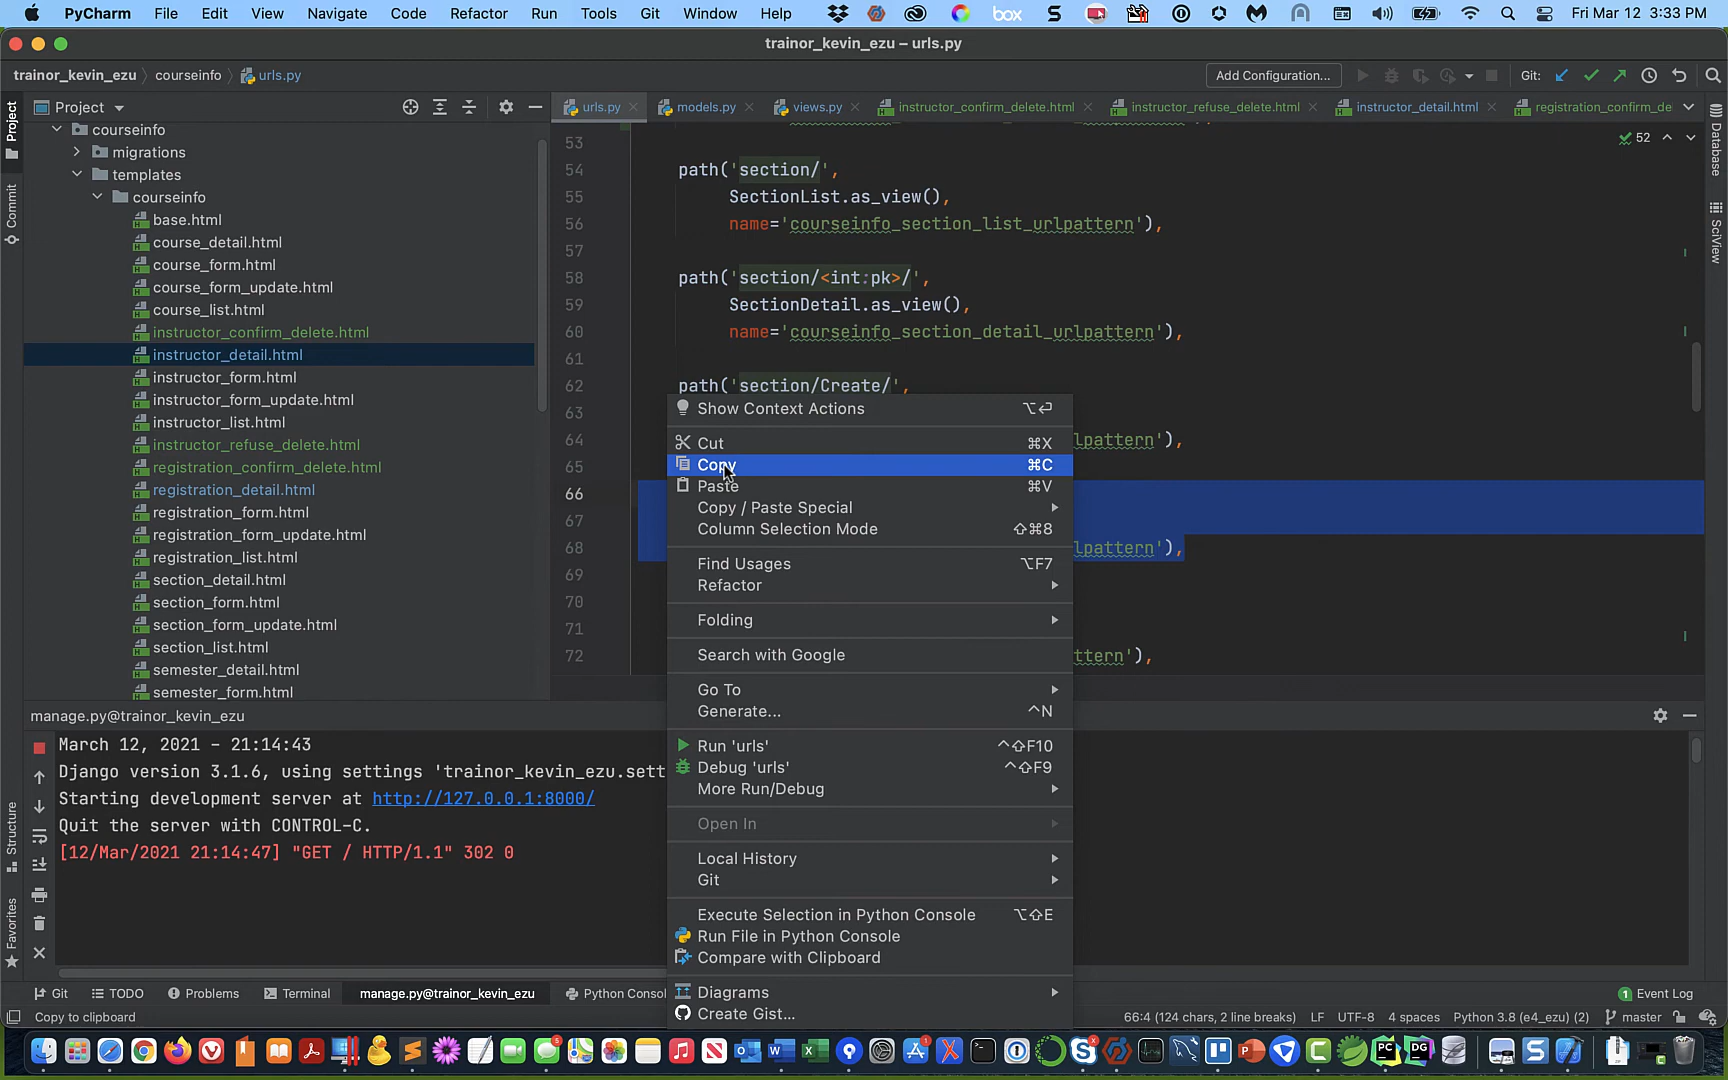 PyCharm File Edit View Navigate Code Refactor Run Tools Git Window Help box Fri Mar 12 3:33 PM
trainor_kevin_ezu – urls.py
trainor_kevin_ezu courseinfo urls.py Add Configuration... Git:
Project urls.py models.py views.py instructor_confirm_delete.html instructor_refuse_delete.html instructor_detail.html registration_confirm_de
Project
Commit
Structure
Favorites
Database
SciView
courseinfo
migrations
templates
courseinfo
base.html
course_detail.html
course_form.html
course_form_update.html
course_list.html
instructor_confirm_delete.html
instructor_detail.html
instructor_form.html
instructor_form_update.html
instructor_list.html
instructor_refuse_delete.html
registration_confirm_delete.html
registration_detail.html
registration_form.html
registration_form_update.html
registration_list.html
section_detail.html
section_form.html
section_form_update.html
section_list.html
semester_detail.html
semester_form.html
52
53
54 path('section/',
55 SectionList.as_view(),
56 name='courseinfo_section_list_urlpattern'),
57
58 path('section/<int:pk>/',
59 SectionDetail.as_view(),
60 name='courseinfo_section_detail_urlpattern'),
61
62 path('section/Create/',
63
64 lpattern'),
65
66
67
68 lpattern'),
69
70
71
72 ttern'),
Show Context Actions ⌥⏎
Cut ⌘X
Copy ⌘C
Paste ⌘V
Copy / Paste Special
Column Selection Mode ⇧⌘8
Find Usages ⌥F7
Refactor
Folding
Search with Google
Go To
Generate... ^N
Run 'urls' ^⇧F10
Debug 'urls' ^⇧F9
More Run/Debug
Open In
Local History
Git
Execute Selection in Python Console ⌥⇧E
Run File in Python Console
Compare with Clipboard
Diagrams
Create Gist...
manage.py@trainor_kevin_ezu
March 12, 2021 - 21:14:43
Django version 3.1.6, using settings 'trainor_kevin_ezu.sett
Starting development server at http://127.0.0.1:8000/
Quit the server with CONTROL-C.
[12/Mar/2021 21:14:47] "GET / HTTP/1.1" 302 0
Git TODO Problems Terminal manage.py@trainor_kevin_ezu Python Consol 1 Event Log
Copy to clipboard 66:4 (124 chars, 2 line breaks) LF UTF-8 4 spaces Python 3.8 (e4_ezu) (2) master